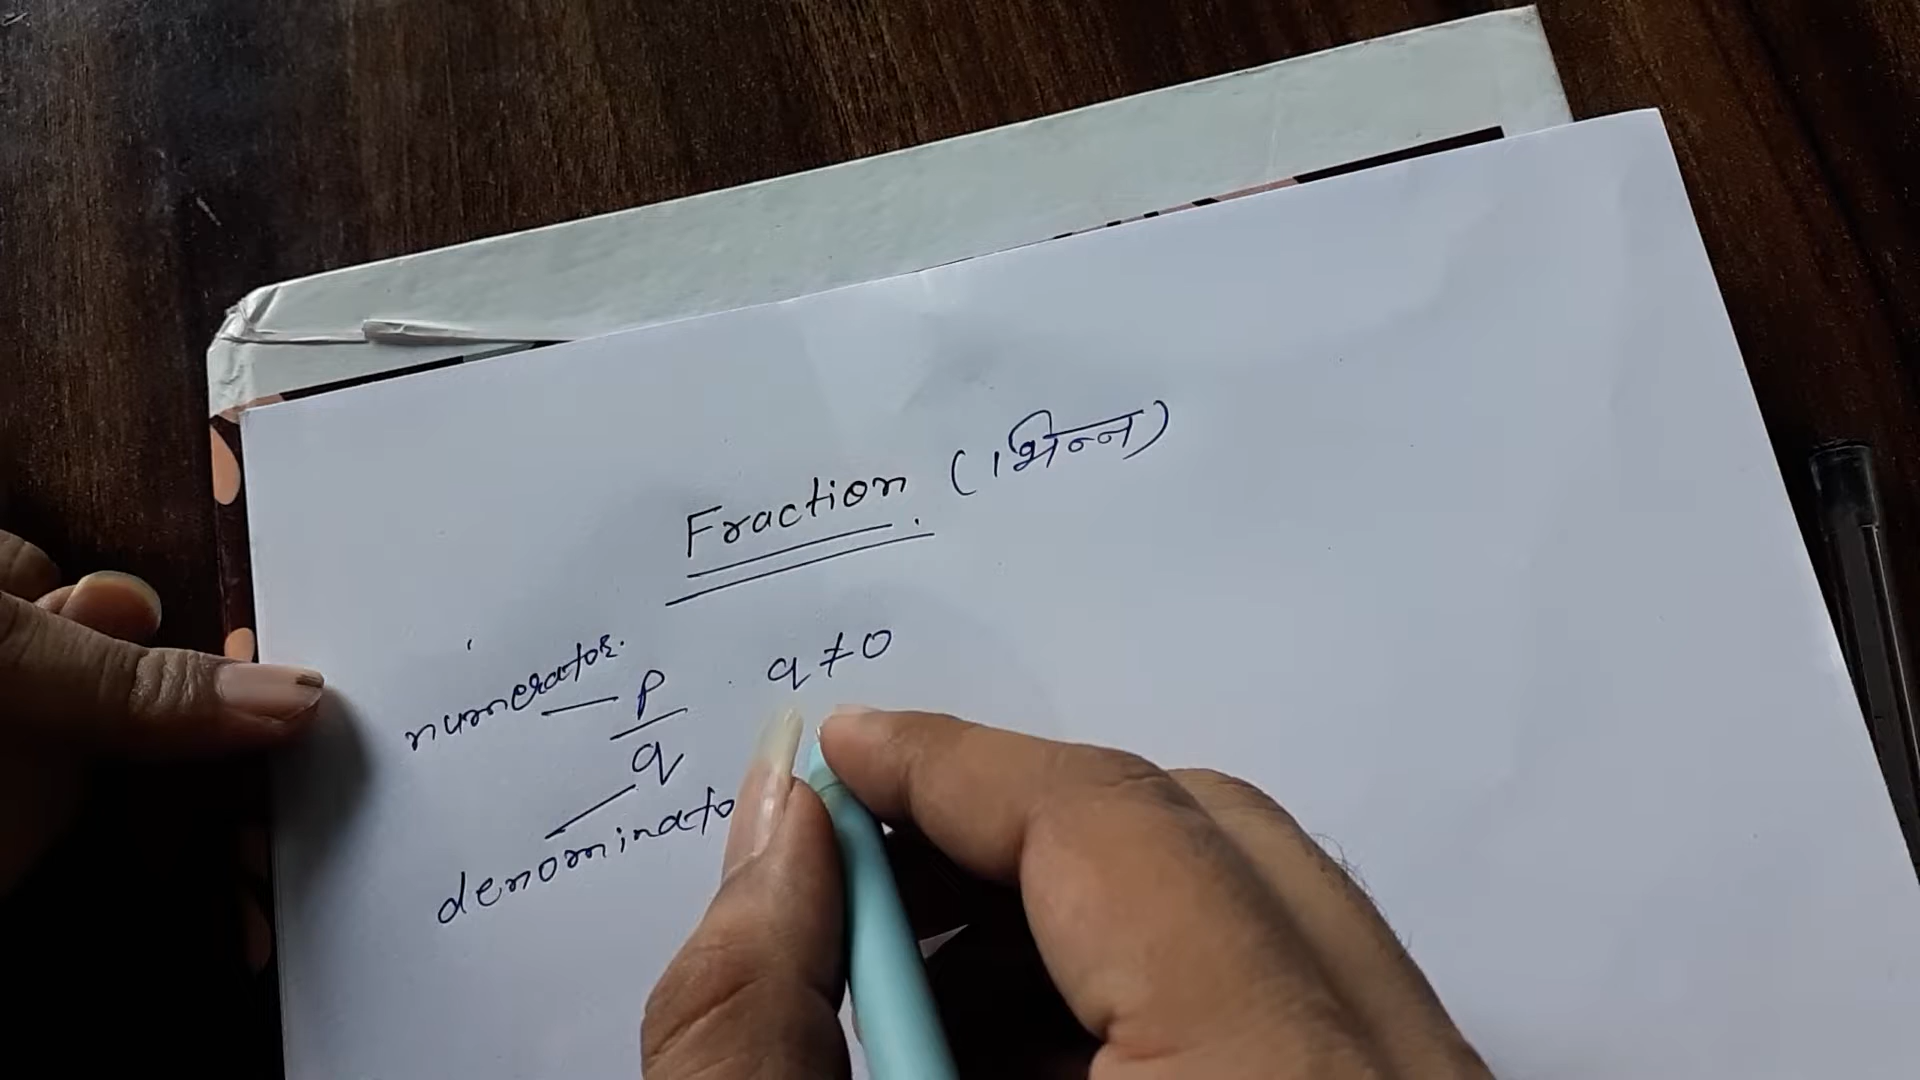 Fraction (भिन्न)
numerator. p q≠0
q
denominato